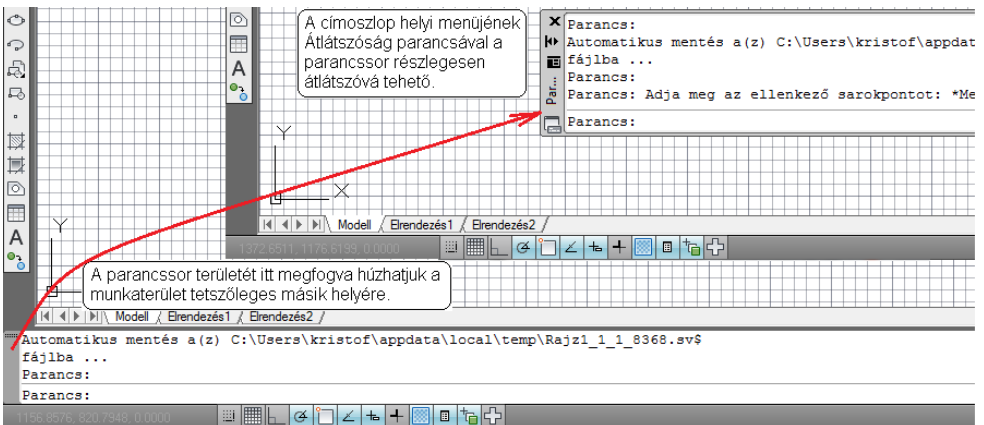 A címoszlop helyi menüjének
Átlátszóság parancsával a
parancssor részlegesen
átlátszóvá tehető.
Parancs:
Automatikus mentés a(z) C:\Users\kristof\appdat
fájlba ...
Parancs:
Parancs: Adja meg az ellenkező sarokpontot: *Me
Parancs:
Par...
A
Y
X
Modell
Elrendezés1
Elrendezés2
1372.6511, 1176.6199, 0.0000
A
Y
A parancssor területét itt megfogva húzhatjuk a
munkaterület tetszőleges másik helyére.
Modell
Elrendezés1
Elrendezés2
Automatikus mentés a(z) C:\Users\kristof\appdata\local\temp\Rajz1_1_1_8368.sv$
fájlba ...
Parancs:
Parancs:
1156.8576, 820.7948, 0.0000